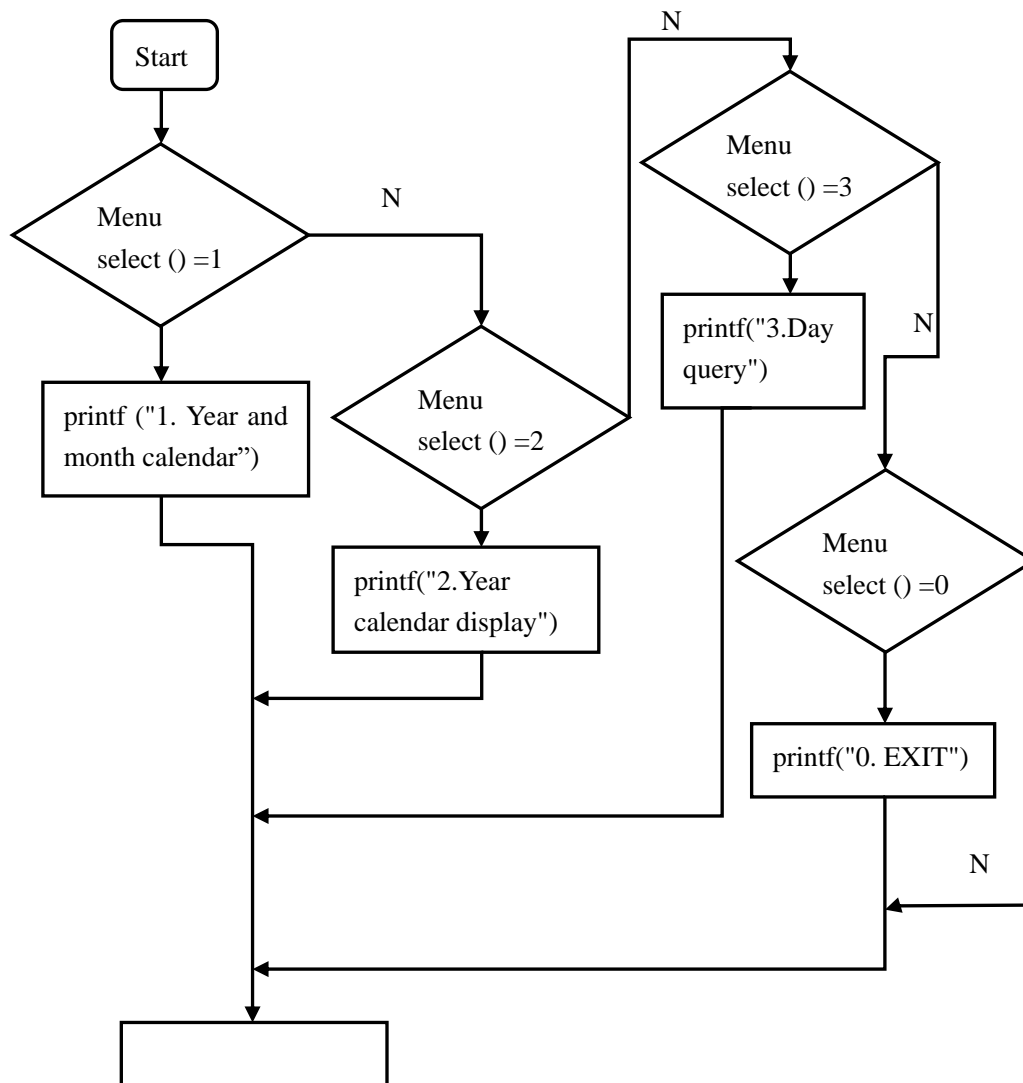 Start
Menu
select () =1
N
printf ("1. Year and
month calendar”)
Menu
select () =2
N
printf("2.Year
calendar display")
Menu
select () =3
N
printf("3.Day
query")
Menu
select () =0
printf("0. EXIT")
N